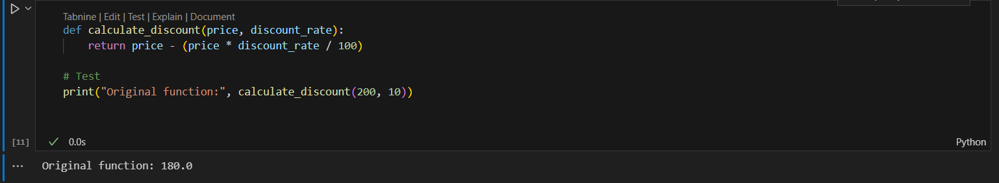 Tabnine | Edit | Test | Explain | Document
def calculate_discount(price, discount_rate):
    return price - (price * discount_rate / 100)
# Test
print("Original function:", calculate_discount(200, 10))
[11]
0.0s
Python
Original function: 180.0